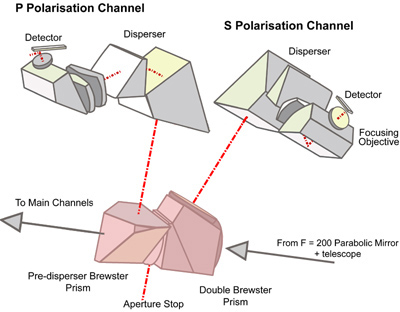 P Polarisation Channel
S Polarisation Channel
Detector
Disperser
Disperser
Detector
Focusing
Objective
To Main Channels
From F = 200 Parabolic Mirror
+ telescope
Pre-disperser Brewster
Prism
Double Brewster
Prism
Aperture Stop